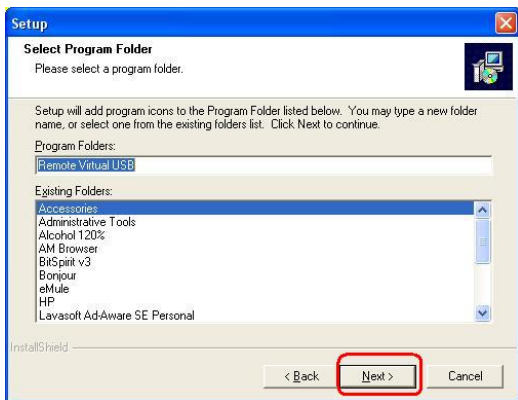 Setup
Select Program Folder
Please select a program folder.
Setup will add program icons to the Program Folder listed below. You may type a new folder
name, or select one from the existing folders list. Click Next to continue.
Program Folders:
Remote Virtual USB
Existing Folders:
Accessories
Administrative Tools
Alcohol 120%
AM Browser
BitSpirit v3
Bonjour
eMule
HP
Lavasoft Ad-Aware SE Personal
InstallShield
< Back
Next >
Cancel